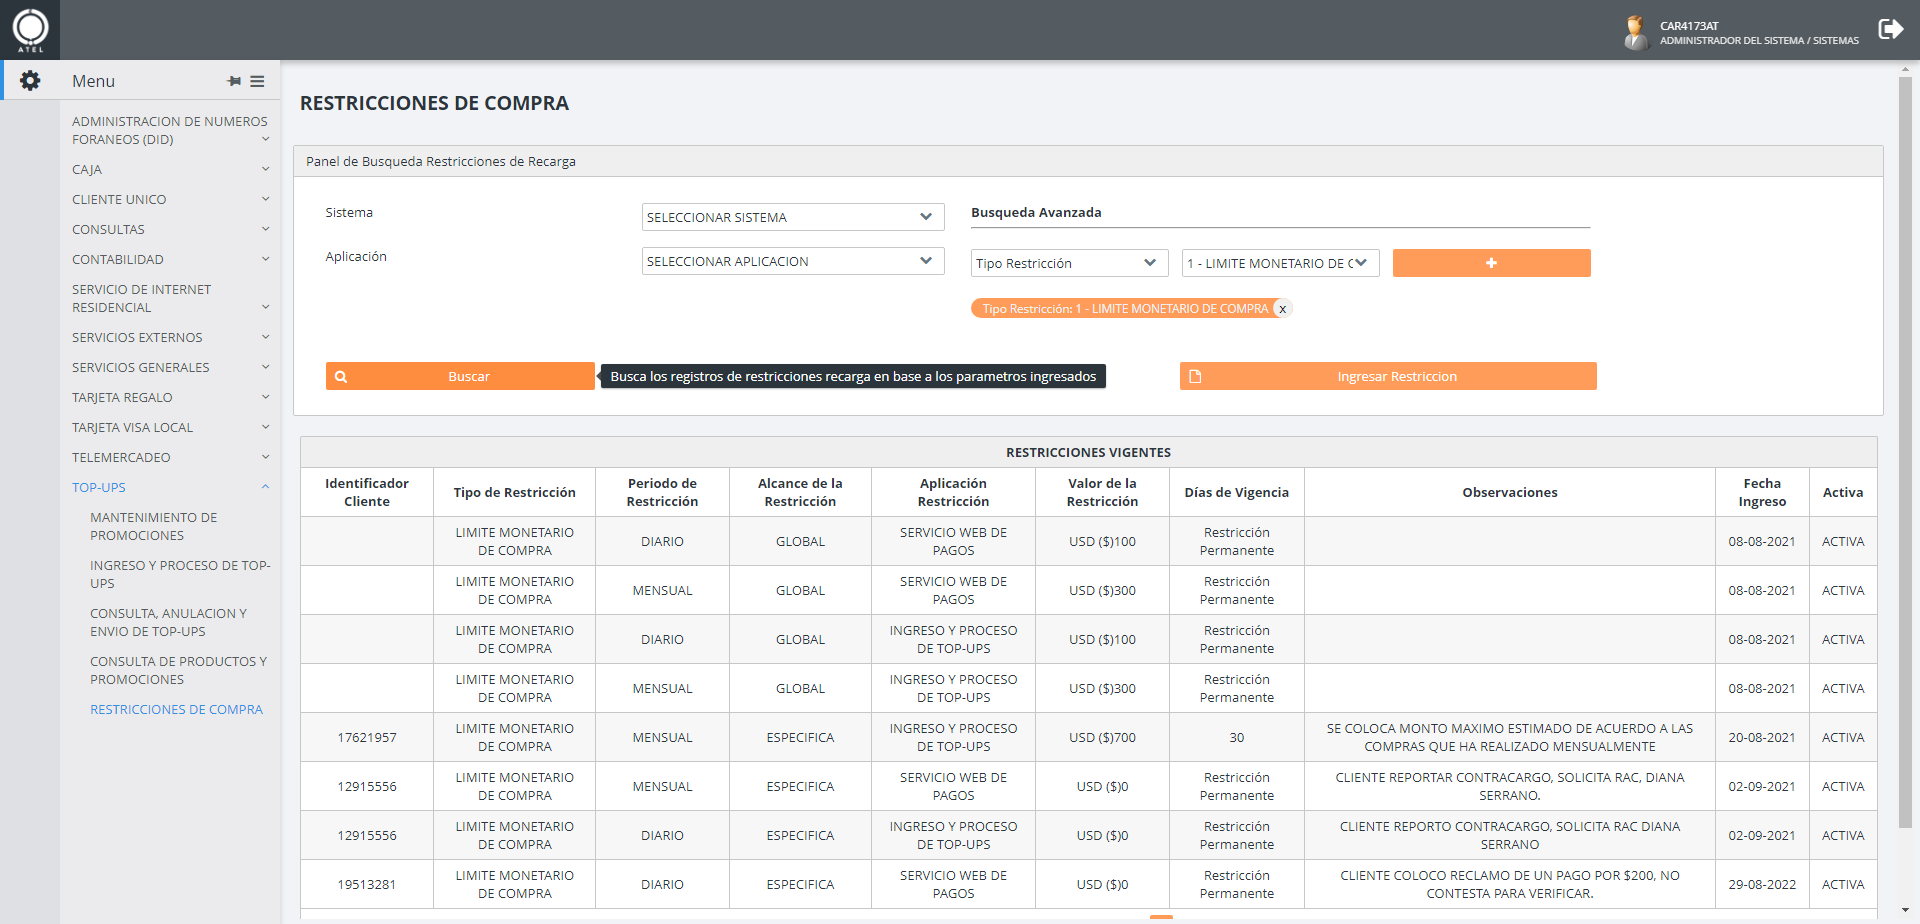 ATEL
CAR4173AT
ADMINISTRADOR DEL SISTEMA / SISTEMAS
Menu
ADMINISTRACION DE NUMEROS
FORANEOS (DID)
CAJA
CLIENTE UNICO
CONSULTAS
CONTABILIDAD
SERVICIO DE INTERNET
RESIDENCIAL
SERVICIOS EXTERNOS
SERVICIOS GENERALES
TARJETA REGALO
TARJETA VISA LOCAL
TELEMERCADEO
TOP-UPS
MANTENIMIENTO DE
PROMOCIONES
INGRESO Y PROCESO DE TOP-
UPS
CONSULTA, ANULACION Y
ENVIO DE TOP-UPS
CONSULTA DE PRODUCTOS Y
PROMOCIONES
RESTRICCIONES DE COMPRA
RESTRICCIONES DE COMPRA
Panel de Busqueda Restricciones de Recarga
Sistema
SELECCIONAR SISTEMA
Busqueda Avanzada
Aplicación
SELECCIONAR APLICACION
Tipo Restricción
1 - LIMITE MONETARIO DE C
+
Tipo Restricción: 1 - LIMITE MONETARIO DE COMPRA x
Buscar
Busca los registros de restricciones recarga en base a los parametros ingresados
Ingresar Restriccion
RESTRICCIONES VIGENTES
Identificador Cliente Tipo de Restricción Periodo de Restricción Alcance de la Restricción Aplicación Restricción Valor de la Restricción Días de Vigencia Observaciones Fecha Ingreso Activa
LIMITE MONETARIO DE COMPRA DIARIO GLOBAL SERVICIO WEB DE PAGOS USD ($)100 Restricción Permanente 08-08-2021 ACTIVA
LIMITE MONETARIO DE COMPRA MENSUAL GLOBAL SERVICIO WEB DE PAGOS USD ($)300 Restricción Permanente 08-08-2021 ACTIVA
LIMITE MONETARIO DE COMPRA DIARIO GLOBAL INGRESO Y PROCESO DE TOP-UPS USD ($)100 Restricción Permanente 08-08-2021 ACTIVA
LIMITE MONETARIO DE COMPRA MENSUAL GLOBAL INGRESO Y PROCESO DE TOP-UPS USD ($)300 Restricción Permanente 08-08-2021 ACTIVA
17621957 LIMITE MONETARIO DE COMPRA MENSUAL ESPECIFICA INGRESO Y PROCESO DE TOP-UPS USD ($)700 30 SE COLOCA MONTO MAXIMO ESTIMADO DE ACUERDO A LAS COMPRAS QUE HA REALIZADO MENSUALMENTE 20-08-2021 ACTIVA
12915556 LIMITE MONETARIO DE COMPRA MENSUAL ESPECIFICA SERVICIO WEB DE PAGOS USD ($)0 Restricción Permanente CLIENTE REPORTAR CONTRACARGO, SOLICITA RAC, DIANA SERRANO. 02-09-2021 ACTIVA
12915556 LIMITE MONETARIO DE COMPRA DIARIO ESPECIFICA INGRESO Y PROCESO DE TOP-UPS USD ($)0 Restricción Permanente CLIENTE REPORTO CONTRACARGO, SOLICITA RAC DIANA SERRANO 02-09-2021 ACTIVA
19513281 LIMITE MONETARIO DE COMPRA DIARIO ESPECIFICA SERVICIO WEB DE PAGOS USD ($)0 Restricción Permanente CLIENTE COLOCO RECLAMO DE UN PAGO POR $200, NO CONTESTA PARA VERIFICAR. 29-08-2022 ACTIVA